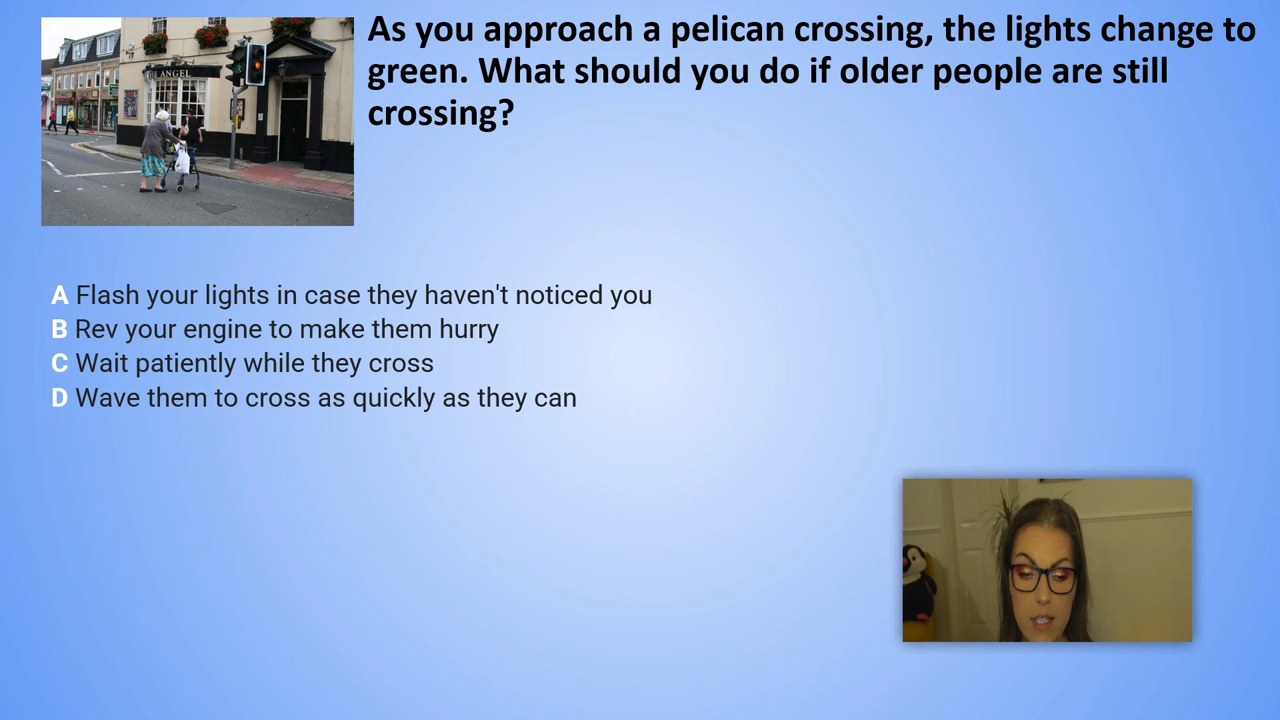 As you approach a pelican crossing, the lights change to
green. What should you do if older people are still
crossing?
THE ANGEL
A Flash your lights in case they haven't noticed you
B Rev your engine to make them hurry
C Wait patiently while they cross
D Wave them to cross as quickly as they can